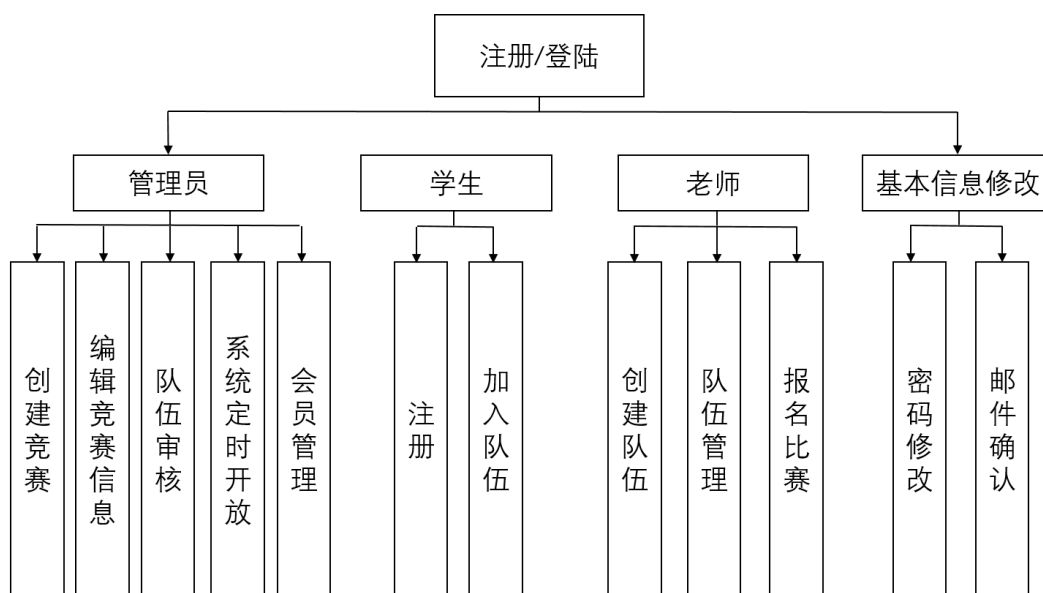 注册/登陆
管理员
学生
老师
基本信息修改
创建竞赛
编辑竞赛信息
队伍审核
系统定时开放
会员管理
注册
加入队伍
创建队伍
队伍管理
报名比赛
密码修改
邮件确认